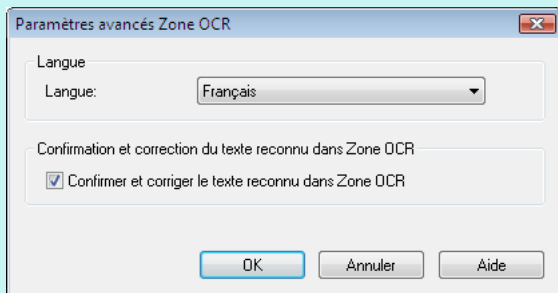 Paramètres avancés Zone OCR
Langue
Langue: Français
Confirmation et correction du texte reconnu dans Zone OCR
Confirmer et corriger le texte reconnu dans Zone OCR
OK Annuler Aide